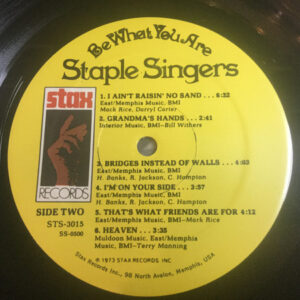 Be What You Are
Staple Singers
stax
RECORDS
1. I AIN'T RAISIN' NO SAND . . . 6:32
East/Memphis Music, BMI
Mack Rice, Darryl Carter
2. GRANDMA'S HANDS . . . 2:41
Interior Music, BMI-Bill Withers
3. BRIDGES INSTEAD OF WALLS . . . 4:03
East/Memphis Music, BMI
H. Banks, R. Jackson, C. Hampton
4. I'M ON YOUR SIDE . . . 3:57
East/Memphis Music, BMI
H. Banks, R. Jackson, C. Hampton
5. THAT'S WHAT FRIENDS ARE FOR 4:12
East/Memphis Music, BMI-Mack Rice
6. HEAVEN . . . 3:35
Muldoon Music, East/Memphis
Music, BMI-Terry Manning
SIDE TWO
STS-3015
SS-0500
℗ 1973 STAX RECORDS INC
Stax Records Inc., 98 North Avalon, Memphis, USA